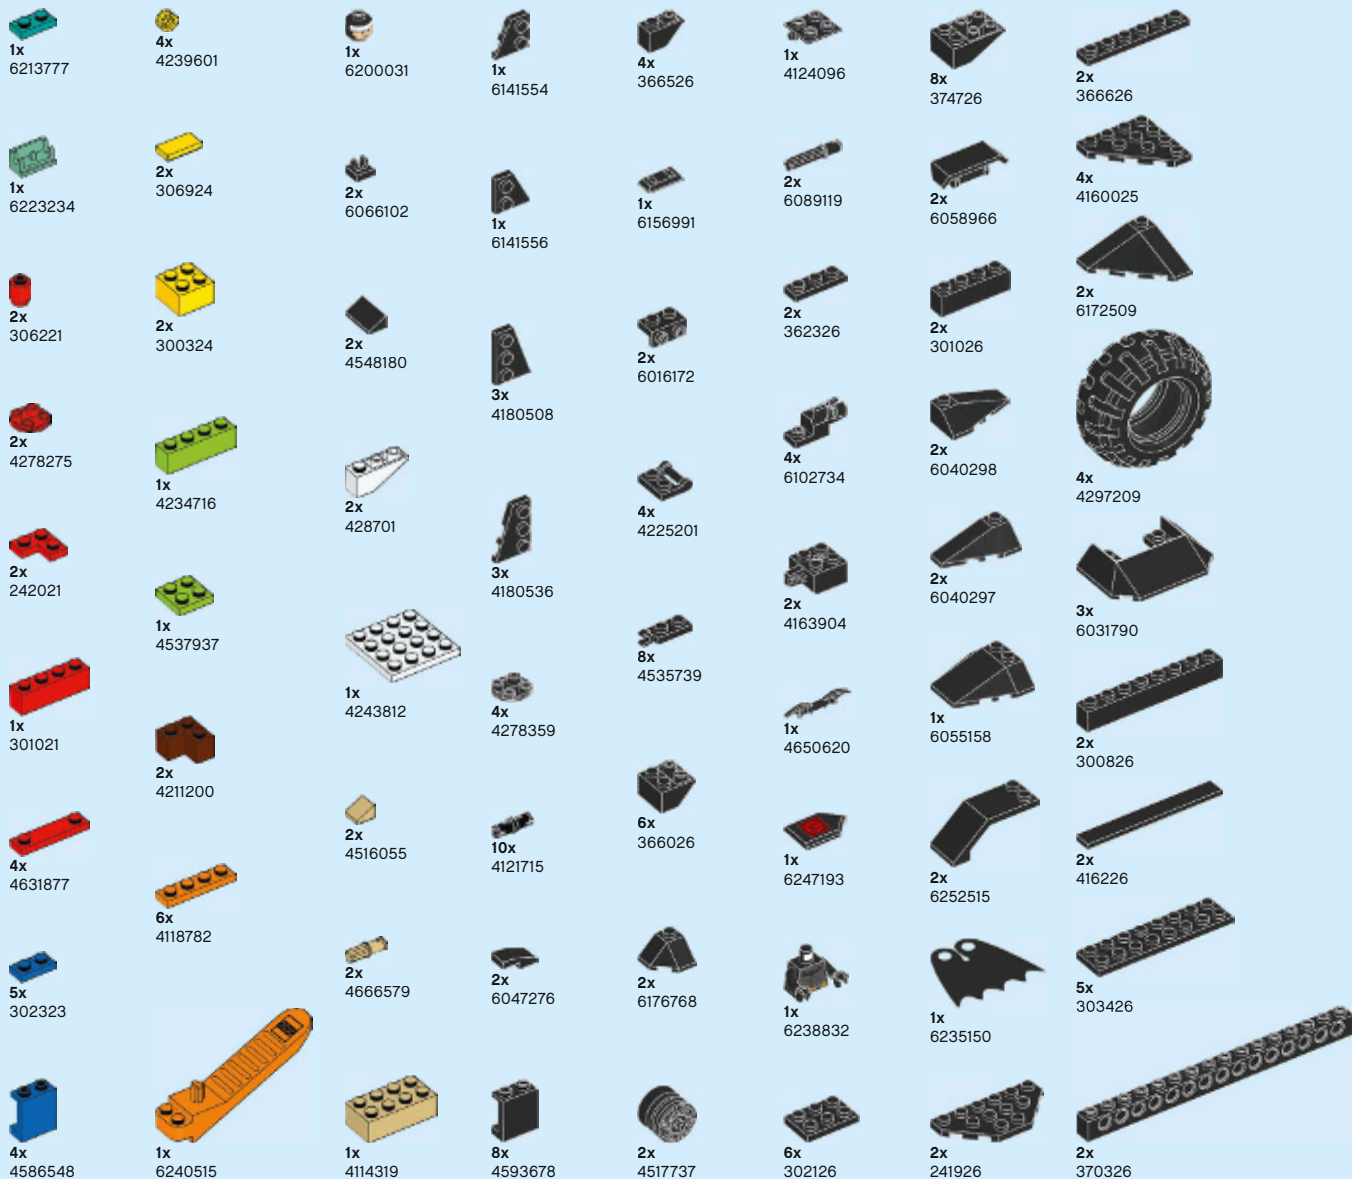 1x
6213777
1x
6223234
2x
306221
2x
4278275
2x
242021
1x
301021
4x
4631877
5x
302323
4x
4586548
4x
4239601
2x
306924
2x
300324
1x
4234716
1x
4537937
2x
4211200
6x
4118782
1x
6240515
1x
6200031
2x
6066102
2x
4548180
2x
428701
1x
4243812
2x
4516055
2x
4666579
1x
4114319
1x
6141554
1x
6141556
3x
4180508
3x
4180536
4x
4278359
10x
4121715
2x
6047276
8x
4593678
4x
366526
1x
6156991
2x
6016172
4x
4225201
8x
4535739
6x
366026
2x
6176768
2x
4517737
1x
4124096
2x
6089119
2x
362326
4x
6102734
2x
4163904
1x
4650620
1x
6247193
1x
6238832
6x
302126
8x
374726
2x
6058966
2x
301026
2x
6040298
2x
6040297
1x
6055158
2x
6252515
1x
6235150
2x
241926
2x
366626
4x
4160025
2x
6172509
4x
4297209
3x
6031790
2x
300826
2x
416226
5x
303426
2x
370326